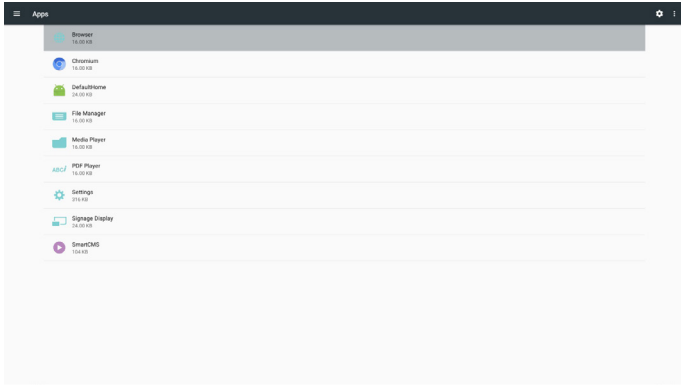 Apps
Browser
16.00 KB
Chromium
16.00 KB
DefaultHome
24.00 KB
File Manager
16.00 KB
Media Player
16.00 KB
ABC/
PDF Player
16.00 KB
Settings
316 KB
Signage Display
24.00 KB
SmartCMS
104 KB